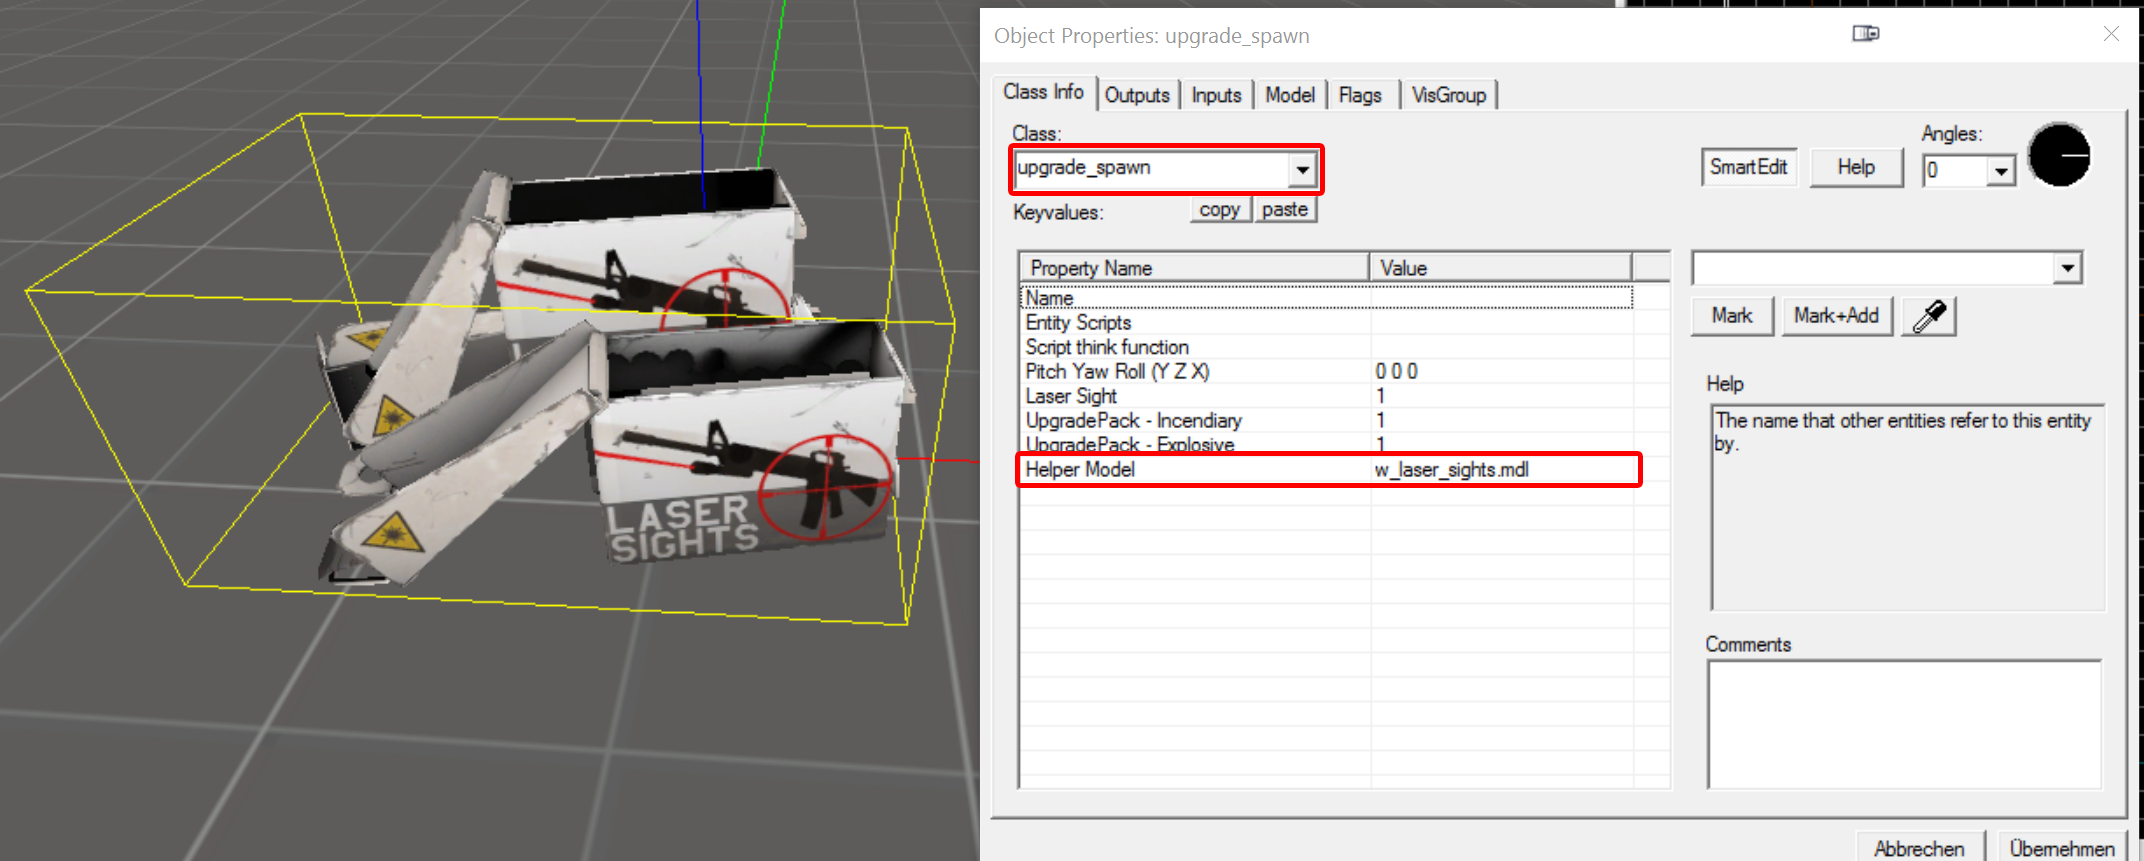 LASER
SIGHTS
Object Properties: upgrade_spawn
Class Info Outputs Inputs Model Flags VisGroup
Class:
upgrade_spawn
SmartEdit Help
Angles:
0
Keyvalues: copy paste
Property Name Value
Name
Entity Scripts
Script think function
Pitch Yaw Roll (Y Z X) 0 0 0
Laser Sight 1
UpgradePack - Incendiary 1
UpgradePack - Explosive 1
Helper Model w_laser_sights.mdl
Mark Mark+Add
Help
The name that other entities refer to this entity
by.
Comments
Abbrechen Übernehmen